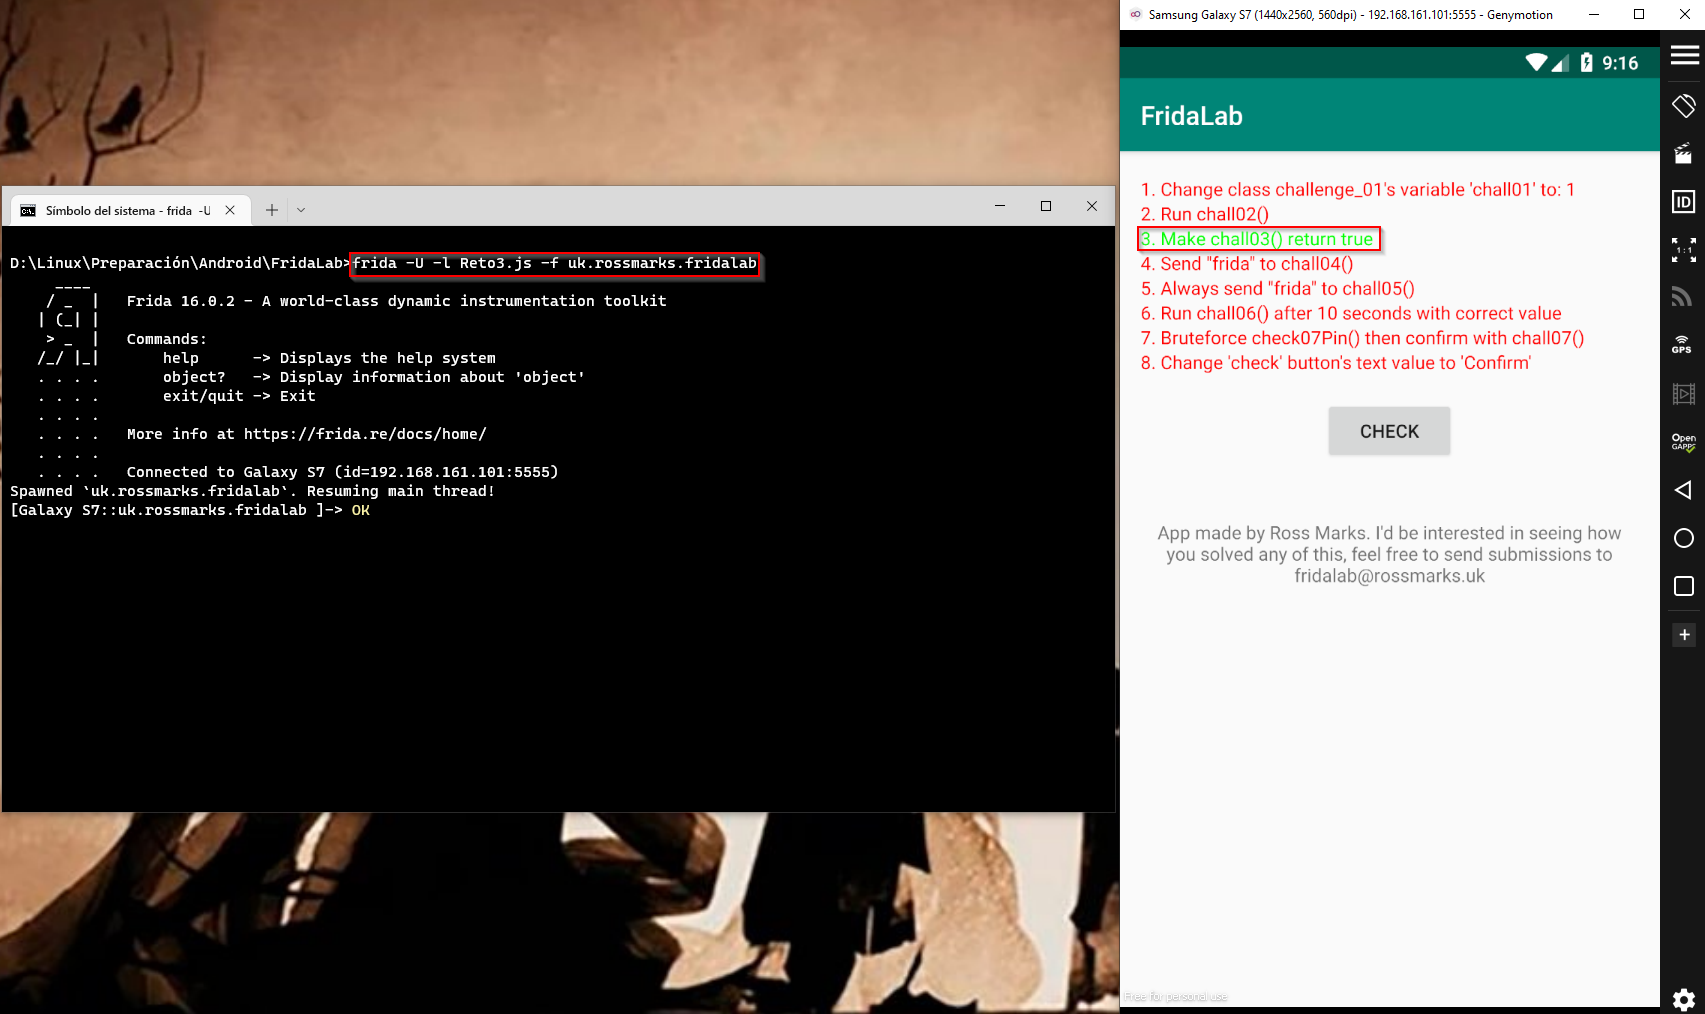 Samsung Galaxy S7 (1440x2560, 560dpi) - 192.168.161.101:5555 - Genymotion
9:16
FridaLab
1. Change class challenge_01's variable 'chall01' to: 1
2. Run chall02()
3. Make chall03() return true
4. Send "frida" to chall04()
5. Always send "frida" to chall05()
6. Run chall06() after 10 seconds with correct value
7. Bruteforce check07Pin() then confirm with chall07()
8. Change 'check' button's text value to 'Confirm'
CHECK
App made by Ross Marks. I'd be interested in seeing how
you solved any of this, feel free to send submissions to
fridalab@rossmarks.uk
Free for personal use
ID
1 : 1
GPS
Open
GAPPS
Símbolo del sistema - frida -U
D:\Linux\Preparación\Android\FridaLab>frida -U -l Reto3.js -f uk.rossmarks.fridalab
     ____
    / _  |   Frida 16.0.2 - A world-class dynamic instrumentation toolkit
   | (_| |
    > _  |   Commands:
   /_/ |_|       help      -> Displays the help system
   . . . .       object?   -> Display information about 'object'
   . . . .       exit/quit -> Exit
   . . . .
   . . . .   More info at https://frida.re/docs/home/
   . . . .
   . . . .   Connected to Galaxy S7 (id=192.168.161.101:5555)
Spawned `uk.rossmarks.fridalab`. Resuming main thread!
[Galaxy S7::uk.rossmarks.fridalab ]-> OK